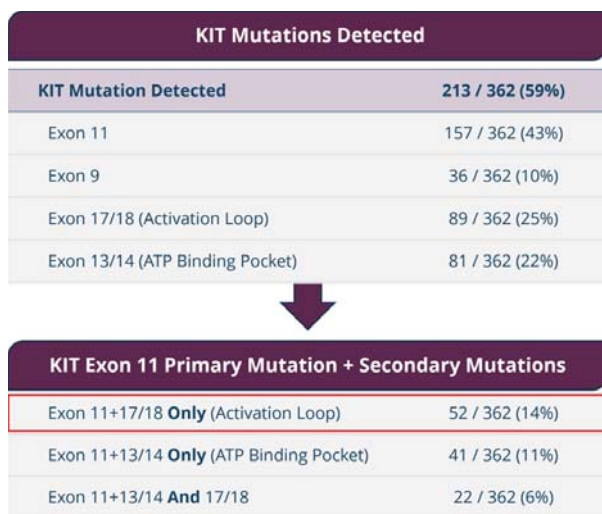 KIT Mutations Detected
KIT Mutation Detected 213 / 362 (59%)
Exon 11 157 / 362 (43%)
Exon 9 36 / 362 (10%)
Exon 17/18 (Activation Loop) 89 / 362 (25%)
Exon 13/14 (ATP Binding Pocket) 81 / 362 (22%)
KIT Exon 11 Primary Mutation + Secondary Mutations
Exon 11+17/18 Only (Activation Loop) 52 / 362 (14%)
Exon 11+13/14 Only (ATP Binding Pocket) 41 / 362 (11%)
Exon 11+13/14 And 17/18 22 / 362 (6%)